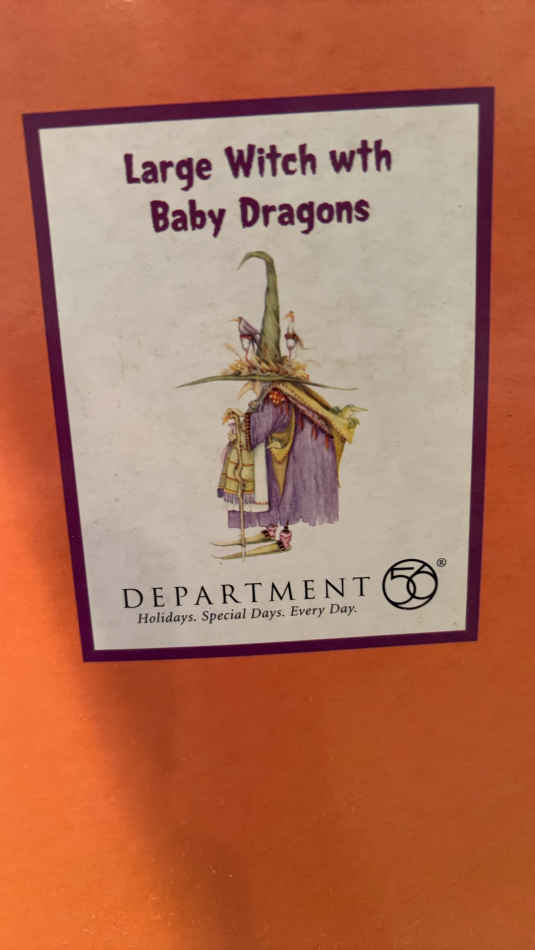 Large Witch wth
Baby Dragons
DEPARTMENT 56®
Holidays. Special Days. Every Day.